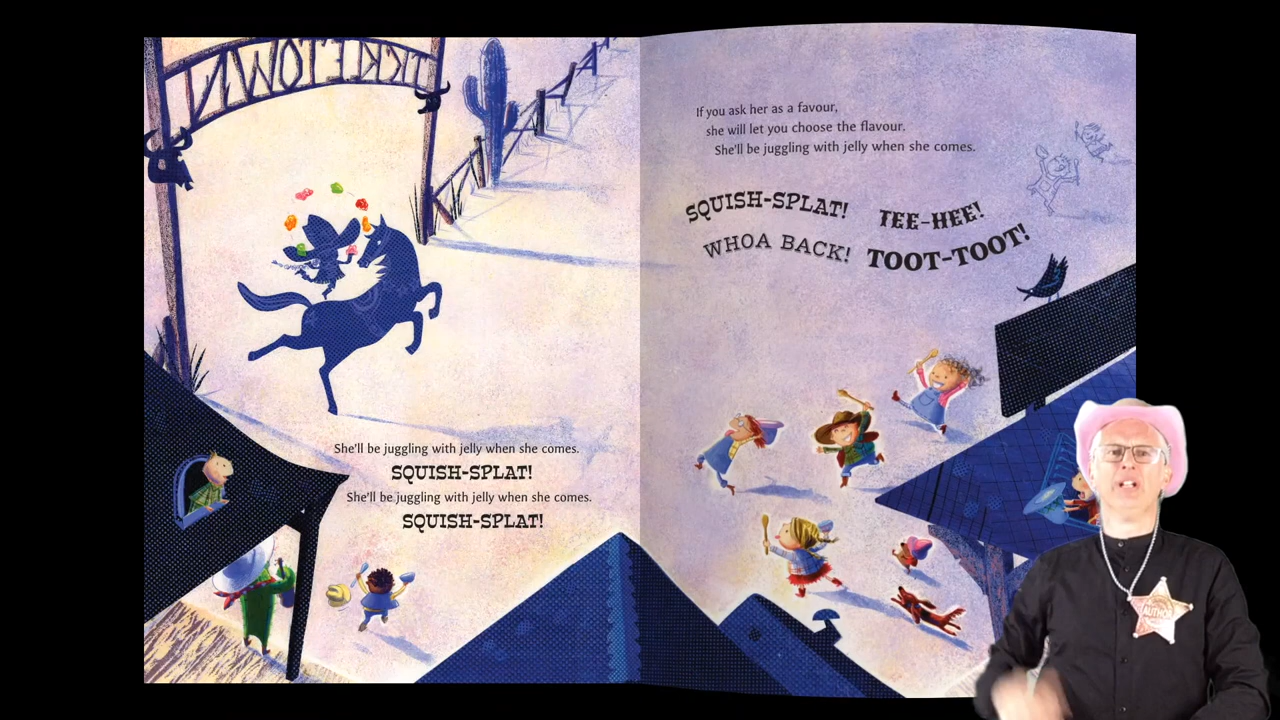 She'll be juggling with jelly when she comes.
SQUISH-SPLAT!
She'll be juggling with jelly when she comes.
SQUISH-SPLAT!
If you ask her as a favour,
she will let you choose the flavour.
She'll be juggling with jelly when she comes.
SQUISH-SPLAT! TEE-HEE!
WHOA BACK! TOOT-TOOT!
AUTHOR